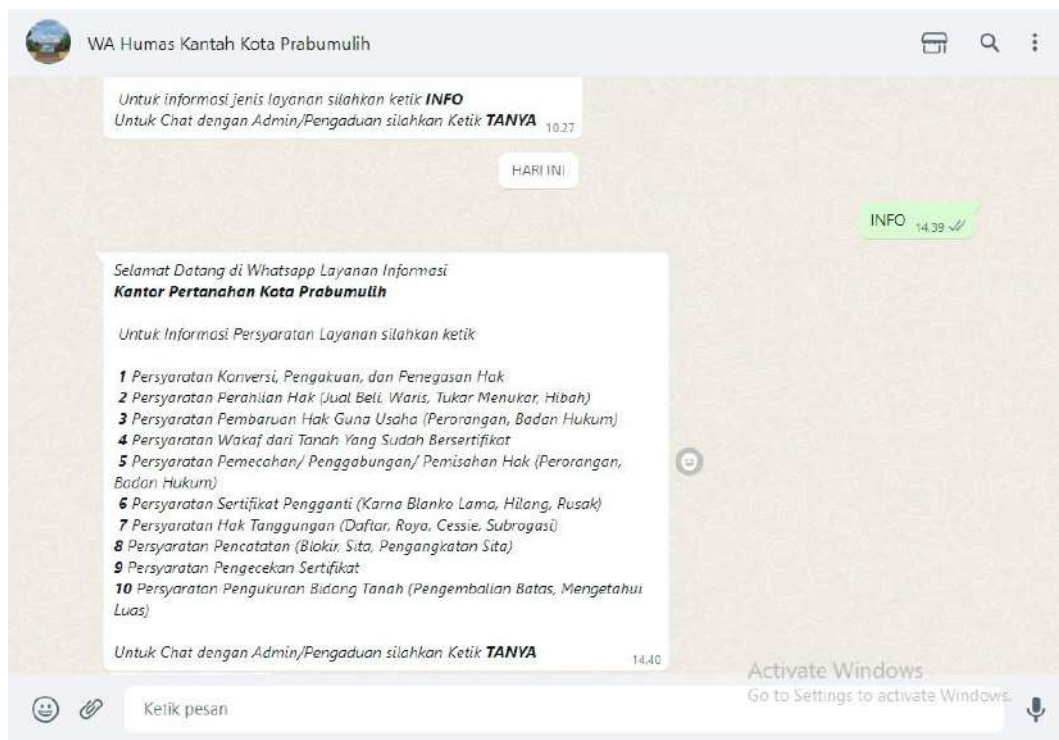 WA Humas Kantah Kota Prabumulih
Untuk informasi jenis layanan silahkan ketik INFO
Untuk Chat dengan Admin/Pengaduan silahkan Ketik TANYA 10.27
HARI INI
INFO 14.39
Selamat Datang di Whatsapp Layanan Informasi
Kantor Pertanahan Kota Prabumulih
Untuk Informasi Persyaratan Layanan silahkan ketik
1 Persyaratan Konversi, Pengakuan, dan Penegasan Hak
2 Persyaratan Perahlian Hak (Jual Beli, Waris, Tukar Menukar, Hibah)
3 Persyaratan Pembaruan Hak Guna Usaha (Perorangan, Badan Hukum)
4 Persyaratan Wakaf dari Tanah Yang Sudah Bersertifikat
5 Persyaratan Pemecahan/ Penggabungan/ Pemisahan Hak (Perorangan,
Badan Hukum)
6 Persyaratan Sertifikat Pengganti (Karna Blanko Lama, Hilang, Rusak)
7 Persyaratan Hak Tanggungan (Daftar, Roya, Cessie, Subrogasi)
8 Persyaratan Pencatatan (Blokir, Sita, Pengangkatan Sita)
9 Persyaratan Pengecekan Sertifikat
10 Persyaratan Pengukuran Bidang Tanah (Pengembalian Batas, Mengetahui
Luas)
Untuk Chat dengan Admin/Pengaduan silahkan Ketik TANYA 14.40
Activate Windows
Go to Settings to activate Windows.
Ketik pesan